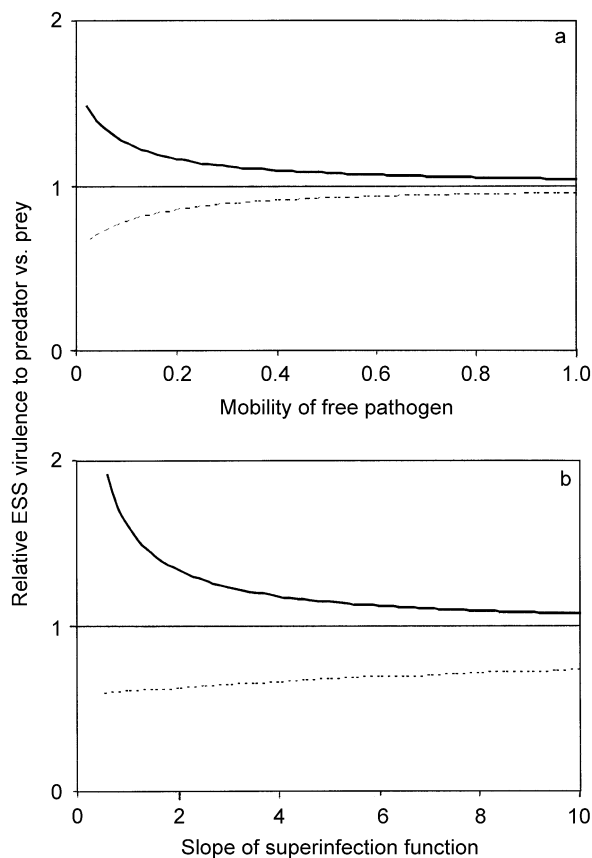 Relative ESS virulence to predator vs. prey
2
a
1
0
0 0.2 0.4 0.6 0.8 1.0
Mobility of free pathogen
2
b
1
0
0 2 4 6 8 10
Slope of superinfection function